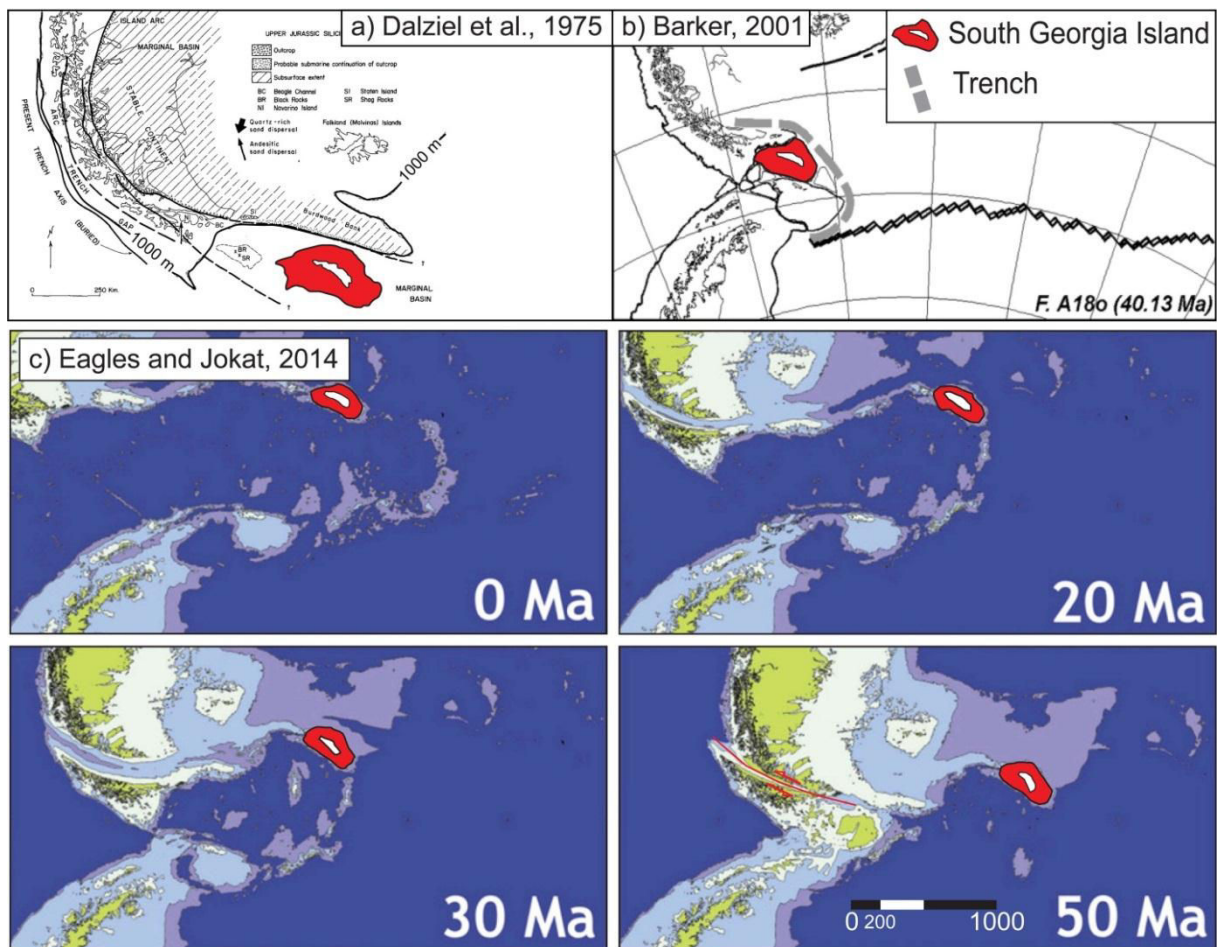 a) Dalziel et al., 1975
ISLAND ARC
MARGINAL BASIN
UPPER JURASSIC SILIC
Outcrop
Probable submarine continuation of outcrop
Subsurface extent
BC Beagle Channel
SI Staten Island
BR Black Rocks
SR Shag Rocks
NI Navarino Island
Quartz-rich
sand dispersal
Andesitic
sand dispersal
Falkland (Malvinas) Islands
STABLE CONTINENT
PRESENT TRENCH AXIS (BURIED)
ARC
TRENCH
GAP
1000 m
1000 m
SI
BC
Burdwood Bank
BR
SR
MARGINAL
BASIN
?
?
N
0 250 Km.
b) Barker, 2001
South Georgia Island
Trench
F. A18o (40.13 Ma)
c) Eagles and Jokat, 2014
0 Ma
20 Ma
30 Ma
0 200 1000
50 Ma